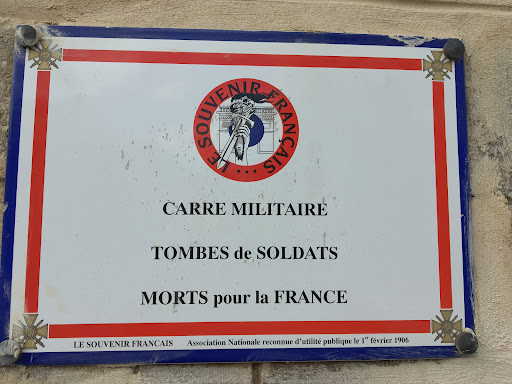 LE SOUVENIR FRANÇAIS ...
CARRE MILITAIRE
TOMBES de SOLDATS
MORTS pour la FRANCE
LE SOUVENIR FRANCAIS Association Nationale reconnue d'utilité publique le 1er février 1906